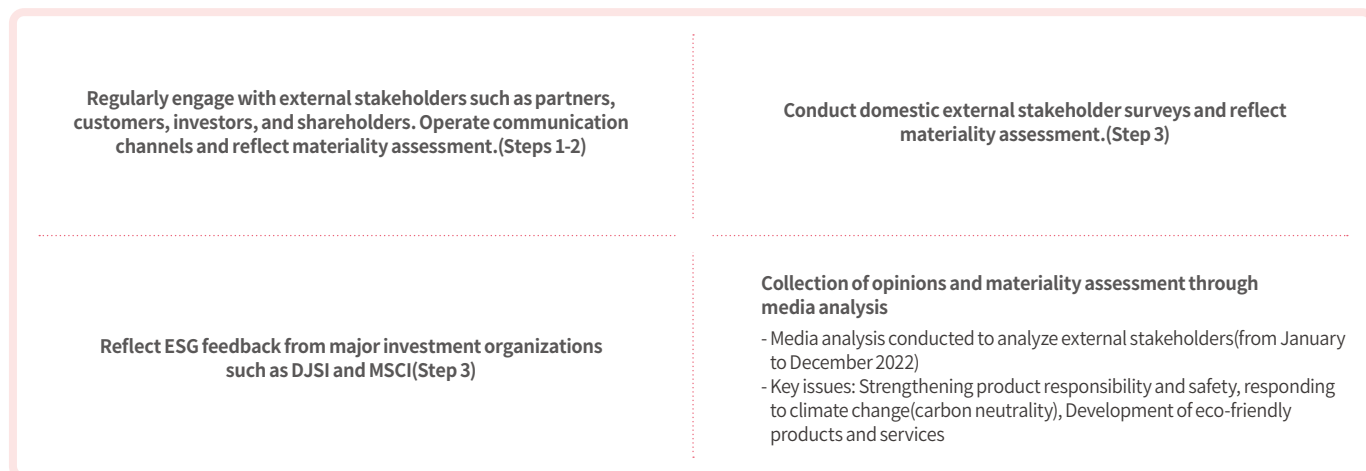 Regularly engage with external stakeholders such as partners,
customers, investors, and shareholders. Operate communication
channels and reflect materiality assessment.(Steps 1-2)
Conduct domestic external stakeholder surveys and reflect
materiality assessment.(Step 3)
Reflect ESG feedback from major investment organizations
such as DJSI and MSCI(Step 3)
Collection of opinions and materiality assessment through
media analysis
- Media analysis conducted to analyze external stakeholders(from January
to December 2022)
- Key issues: Strengthening product responsibility and safety, responding
to climate change(carbon neutrality), Development of eco-friendly
products and services